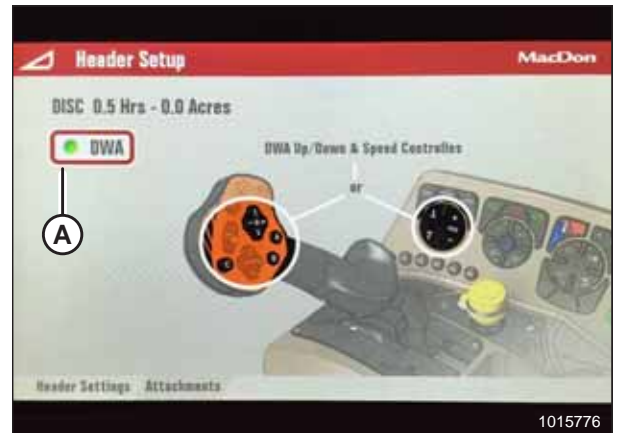 Header Setup
MacDon
DISC 0.5 Hrs - 0.0 Acres
DWA
DWA Up/Down & Speed Controlles
or
A
Header Settings Attachments
1015776